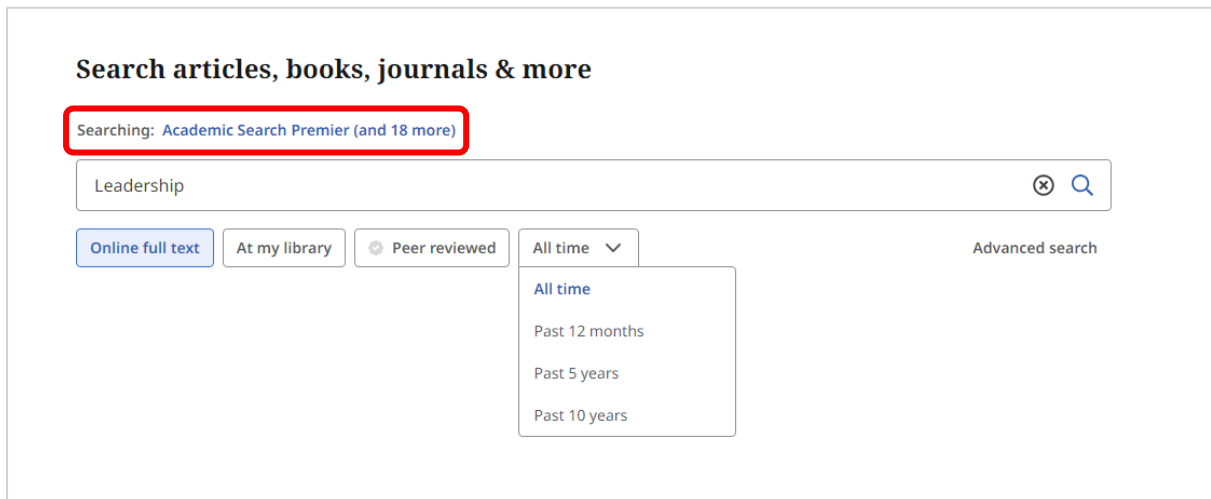 Search articles, books, journals & more
Searching: Academic Search Premier (and 18 more)
Leadership
Online full text At my library Peer reviewed All time Advanced search
All time
Past 12 months
Past 5 years
Past 10 years